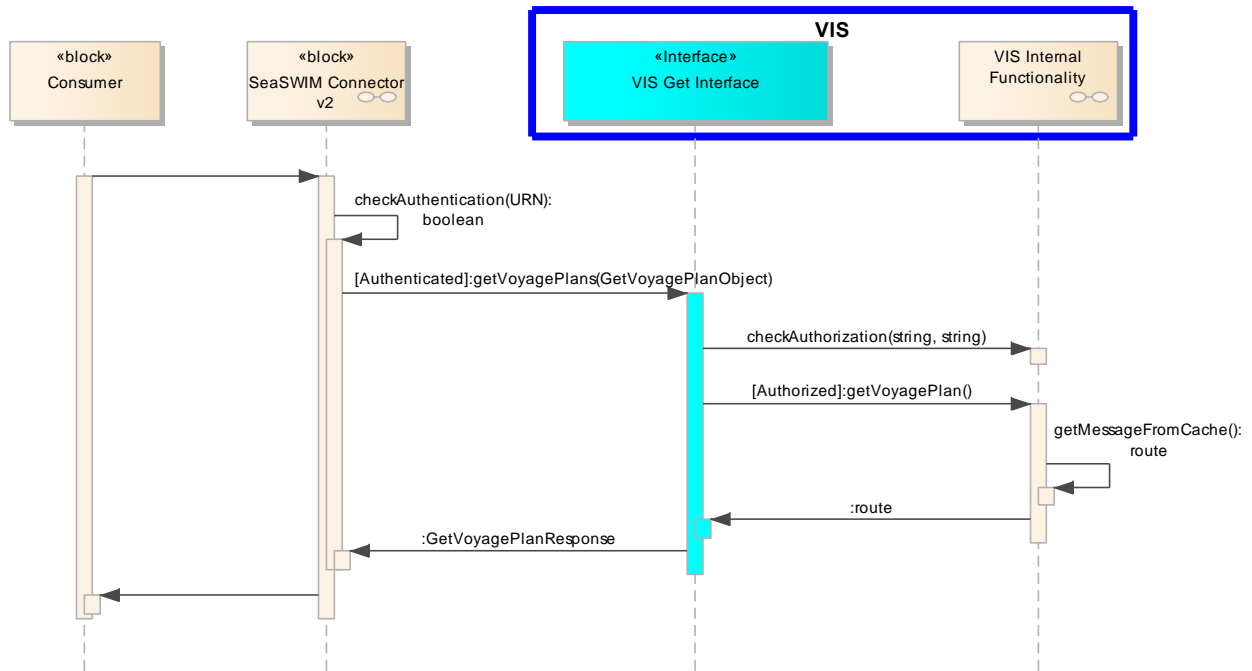 VIS
«block»
Consumer
«block»
SeaSWIM Connector
v2
«Interface»
VIS Get Interface
VIS Internal
Functionality
checkAuthentication(URN):
boolean
[Authenticated]:getVoyagePlans(GetVoyagePlanObject)
checkAuthorization(string, string)
[Authorized]:getVoyagePlan()
getMessageFromCache():
route
:route
:GetVoyagePlanResponse